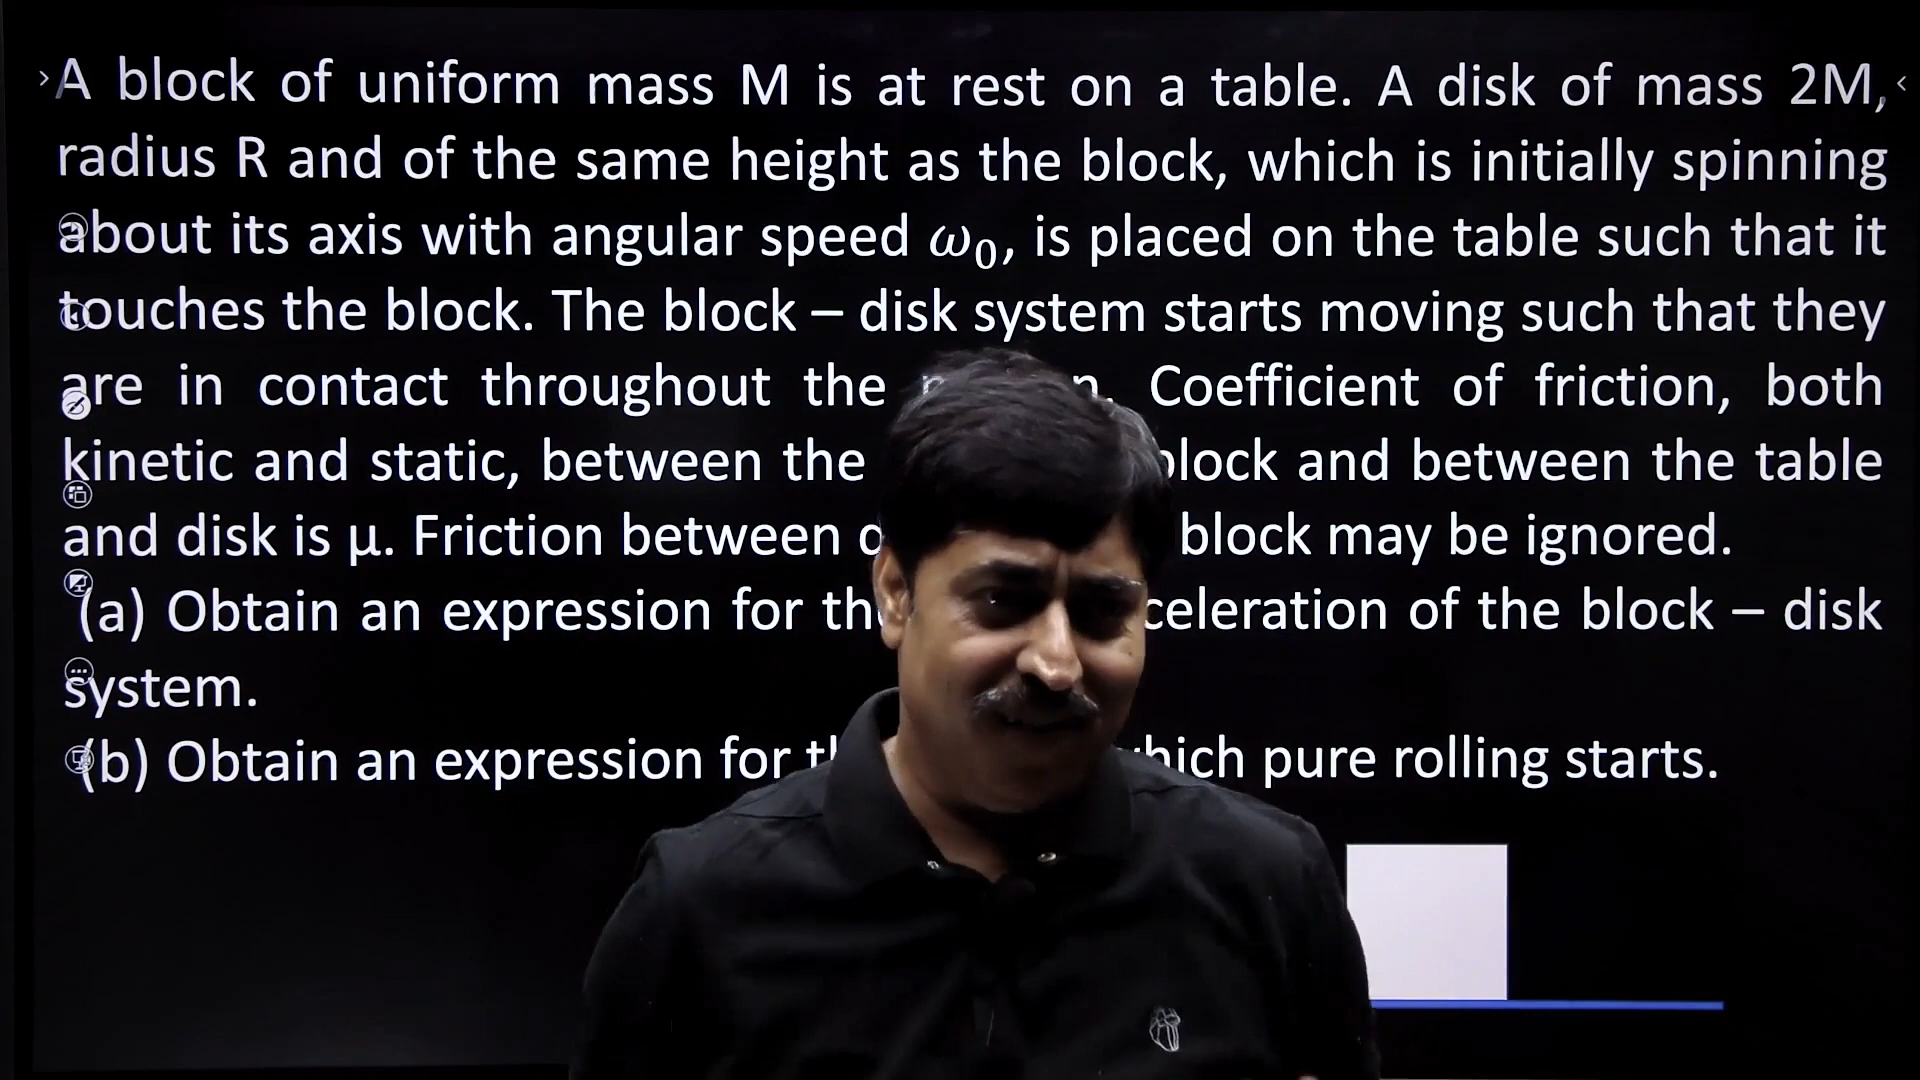 A block of uniform mass M is at rest on a table. A disk of mass 2M,
radius R and of the same height as the block, which is initially spinning
about its axis with angular speed ω₀, is placed on the table such that it
touches the block. The block – disk system starts moving such that they
are in contact throughout the Coefficient of friction, both
kinetic and static, between the block and between the table
and disk is μ. Friction between block may be ignored.
(a) Obtain an expression for of the block – disk
system.
(b) Obtain an expression for pure rolling starts.